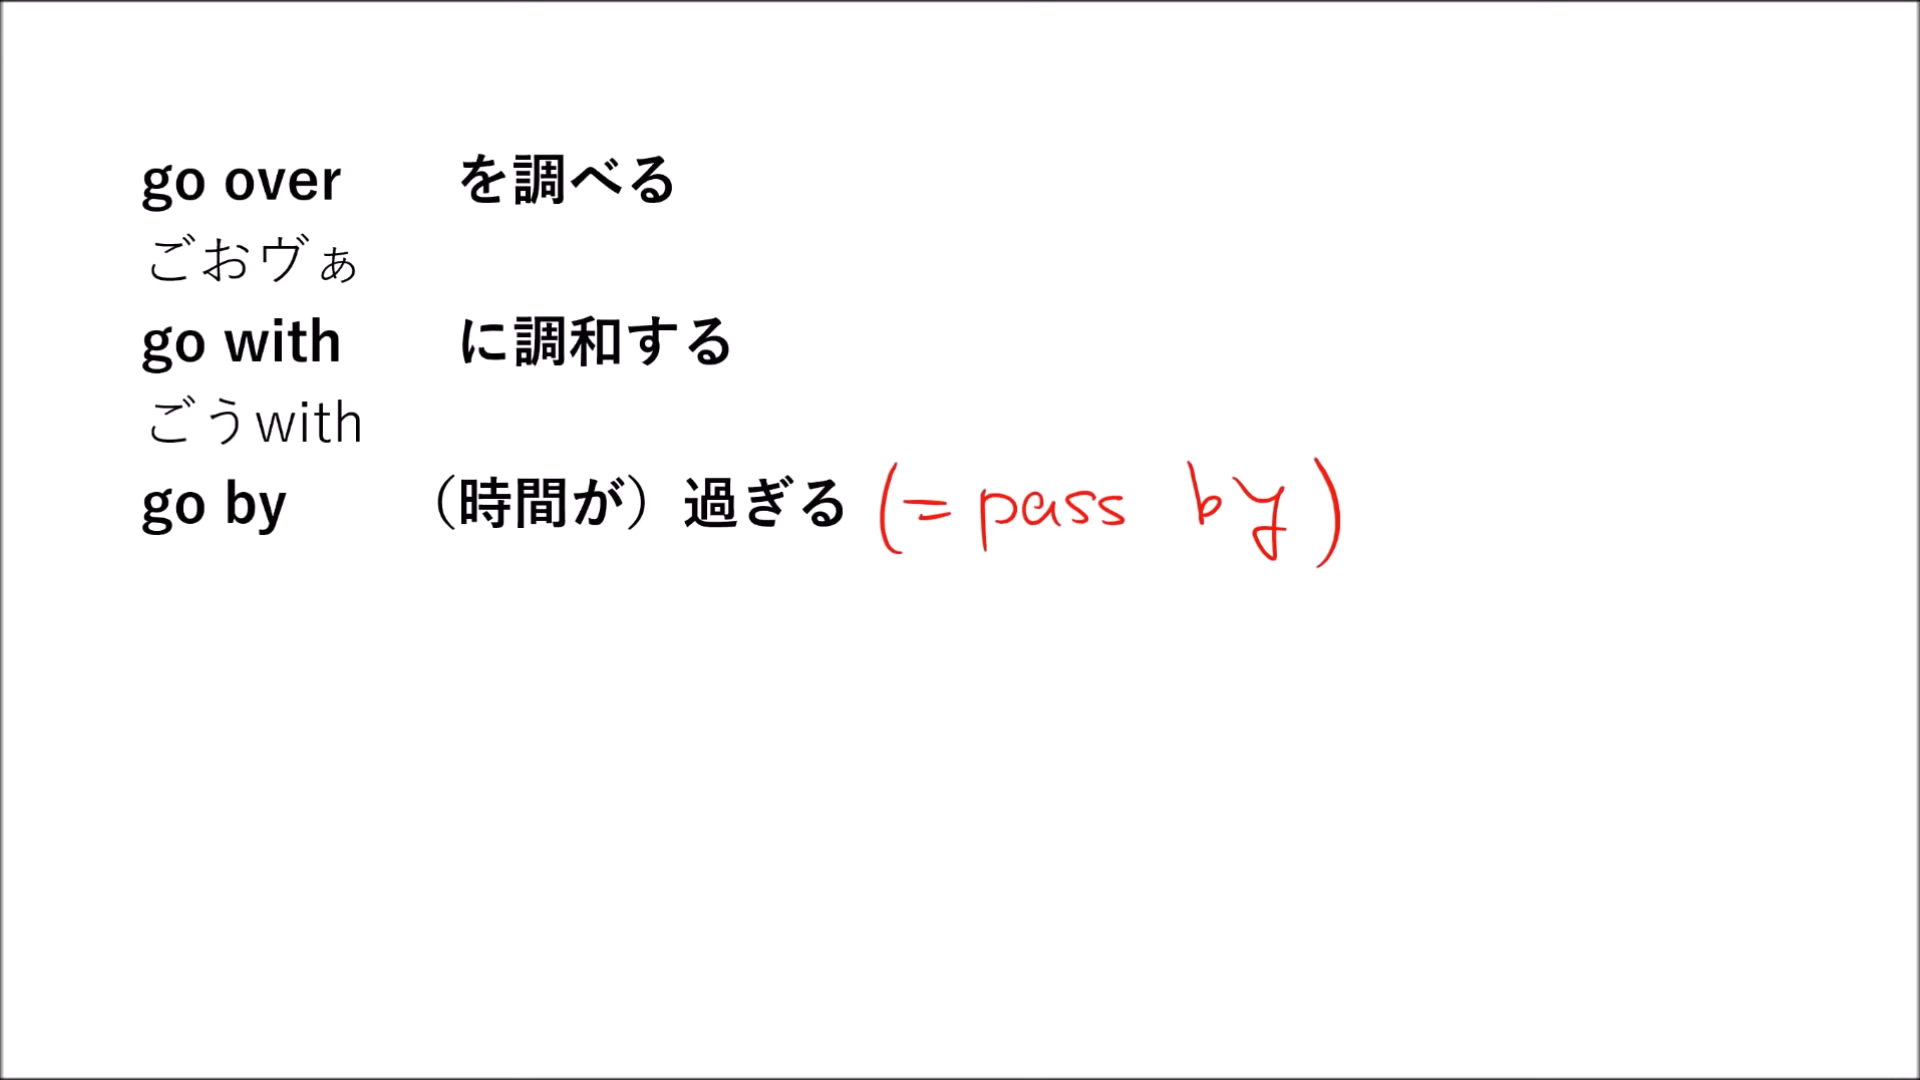 go over を調べる
ごおヴぁ
go with に調和する
ごうwith
go by （時間が）過ぎる (= pass by)